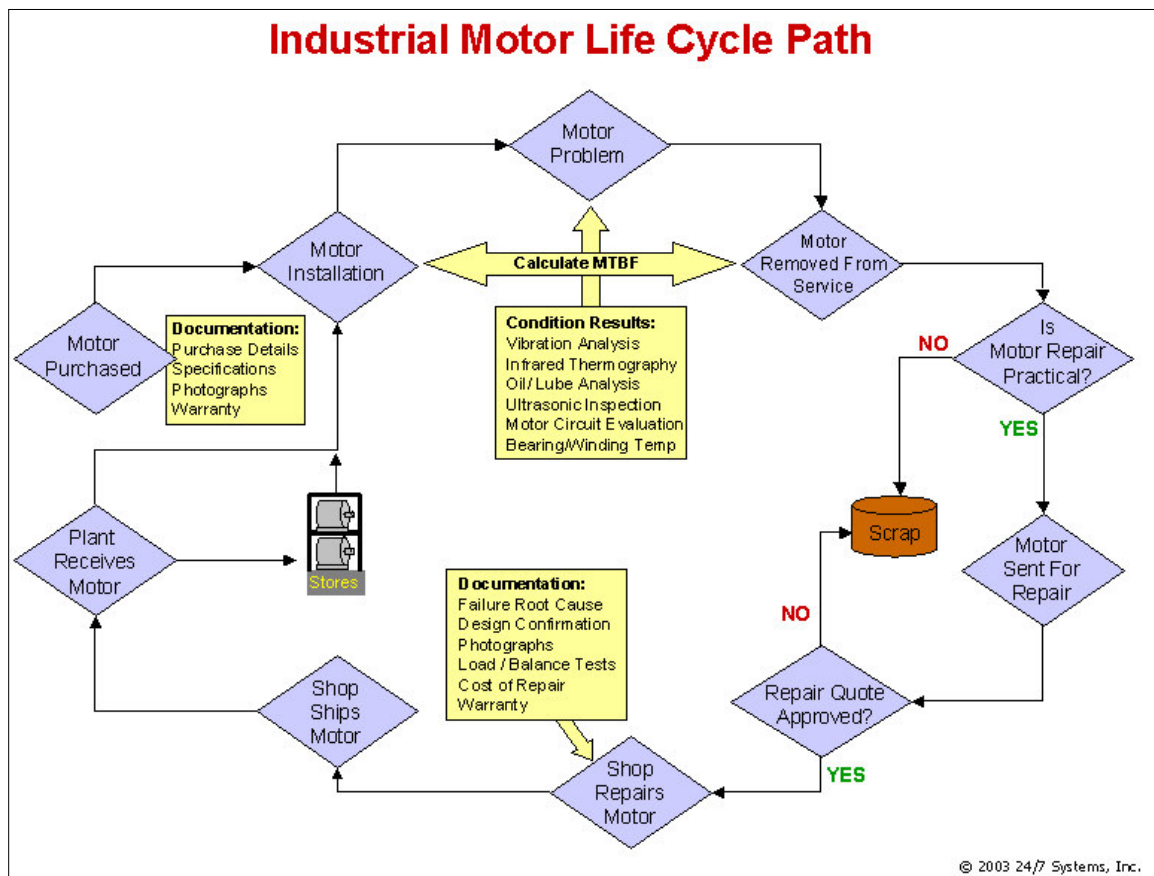 Industrial Motor Life Cycle Path
Motor
Problem
Motor
Installation
Calculate MTBF
Motor
Removed From
Service
Motor
Purchased
Documentation:
Purchase Details
Specifications
Photographs
Warranty
Condition Results:
Vibration Analysis
Infrared Thermography
Oil / Lube Analysis
Ultrasonic Inspection
Motor Circuit Evaluation
Bearing/Winding Temp
NO
Is
Motor Repair
Practical?
YES
Plant
Receives
Motor
Stores
Scrap
Motor
Sent For
Repair
Documentation:
Failure Root Cause
Design Confirmation
Photographs
Load / Balance Tests
Cost of Repair
Warranty
NO
Shop
Ships
Motor
Repair Quote
Approved?
YES
Shop
Repairs
Motor
© 2003 24/7 Systems, Inc.